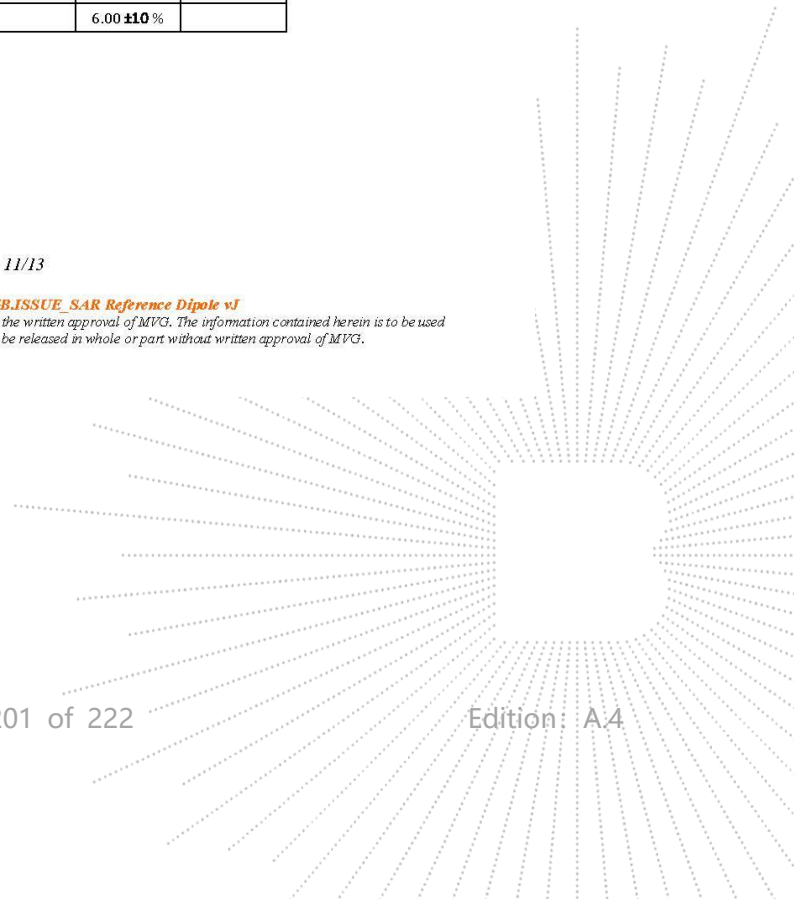 6.00 ±10 %
11/13
B.ISSUE_SAR Reference Dipole vJ
the written approval of MVG. The information contained herein is to be used
be released in whole or part without written approval of MVG.
01 of 222
Edition: A.4